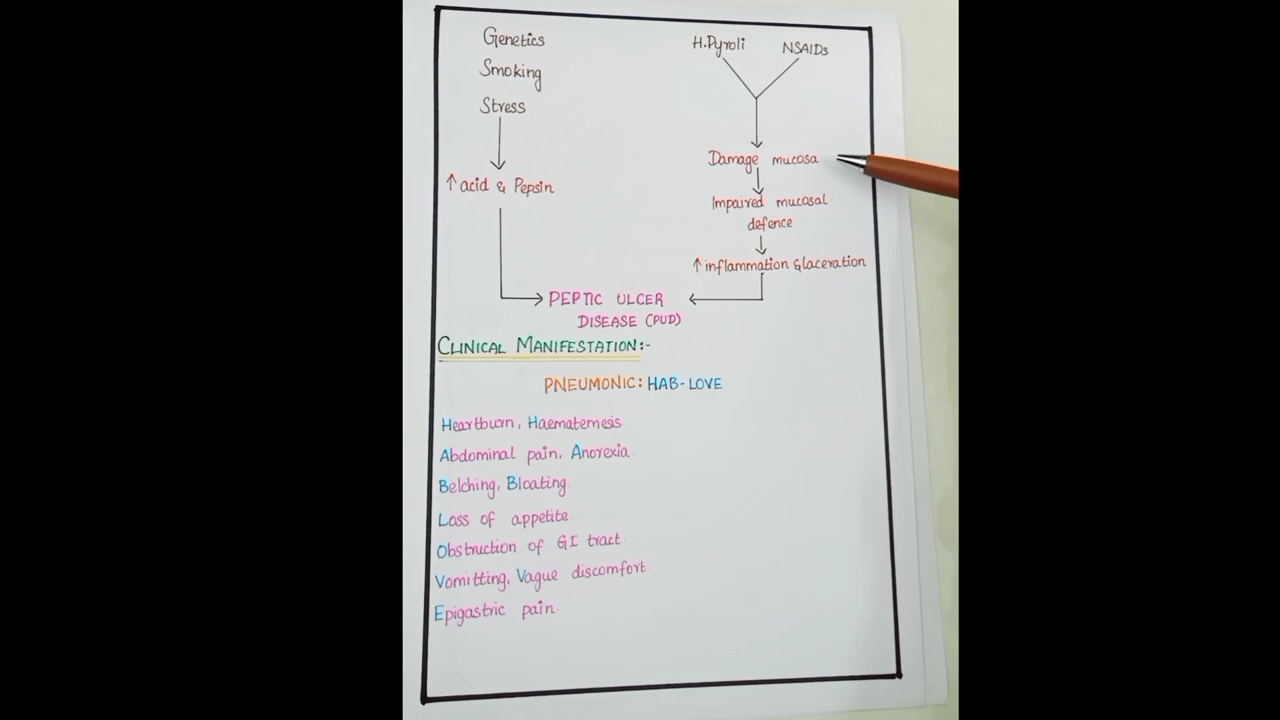 Genetics
Smoking
Stress
↑ acid & Pepsin
H.Pyroli NSAIDs
Damage mucosa
Impaired mucosal
defence
↑ inflammation & laceration
PEPTIC ULCER
DISEASE (PUD)
CLINICAL MANIFESTATION:-
PNEUMONIC: HAB-LOVE
Heartburn, Haematemesis
Abdominal pain, Anorexia
Belching, Bloating
Loss of appetite
Obstruction of GI tract
Vomitting, Vague discomfort
Epigastric pain.